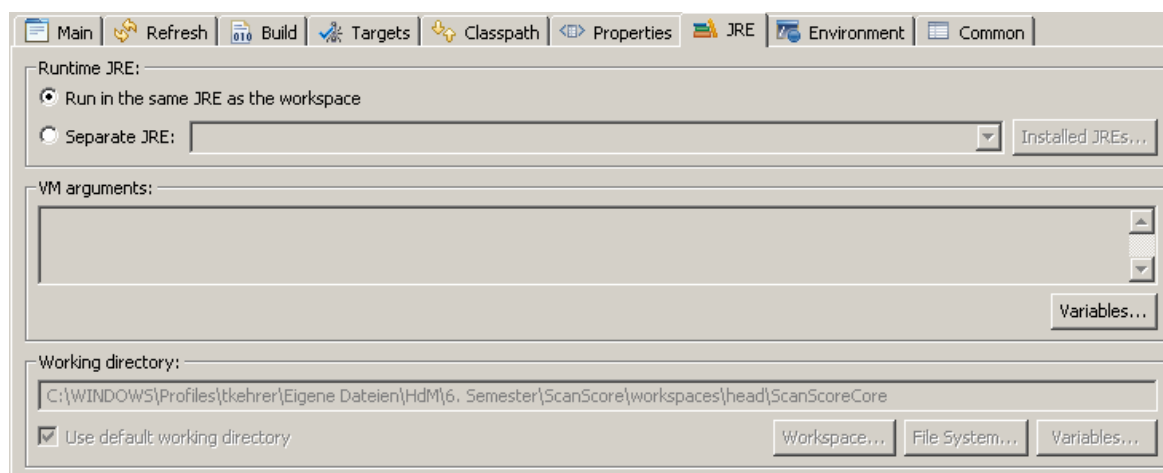 Main Refresh Build Targets Classpath Properties JRE Environment Common
Runtime JRE:
Run in the same JRE as the workspace
Separate JRE: Installed JREs...
VM arguments:
Variables...
Working directory:
C:\WINDOWS\Profiles\tkehrer\Eigene Dateien\HdM\6. Semester\ScanScore\workspaces\head\ScanScoreCore
Use default working directory Workspace... File System... Variables...